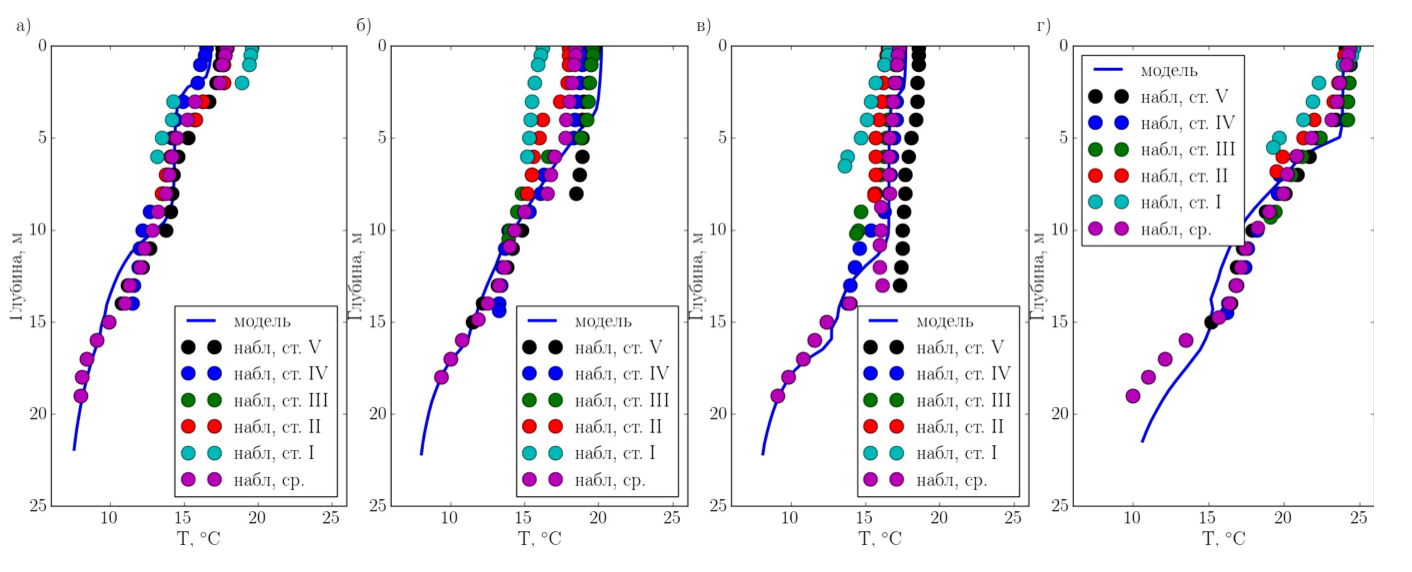 а)
0
5
10
15
20
25
Глубина, м
10 15 20 25
T, °C
модель
набл, ст. V
набл, ст. IV
набл, ст. III
набл, ст. II
набл, ст. I
набл, ср.
б)
0
5
10
15
20
25
Глубина, м
10 15 20 25
T, °C
модель
набл, ст. V
набл, ст. IV
набл, ст. III
набл, ст. II
набл, ст. I
набл, ср.
в)
0
5
10
15
20
25
Глубина, м
10 15 20 25
T, °C
модель
набл, ст. V
набл, ст. IV
набл, ст. III
набл, ст. II
набл, ст. I
набл, ср.
г)
0
5
10
15
20
25
Глубина, м
10 15 20 25
T, °C
модель
набл, ст. V
набл, ст. IV
набл, ст. III
набл, ст. II
набл, ст. I
набл, ср.